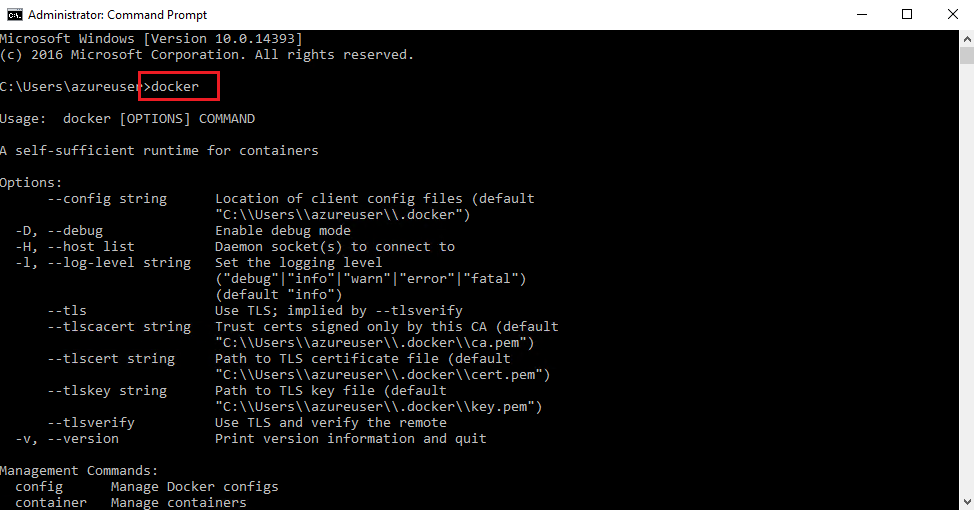 Administrator: Command Prompt
Microsoft Windows [Version 10.0.14393]
(c) 2016 Microsoft Corporation. All rights reserved.
C:\Users\azureuser>docker
Usage:  docker [OPTIONS] COMMAND
A self-sufficient runtime for containers
Options:
      --config string      Location of client config files (default
                           "C:\\Users\\azureuser\\.docker")
  -D, --debug              Enable debug mode
  -H, --host list          Daemon socket(s) to connect to
  -l, --log-level string   Set the logging level
                           ("debug"|"info"|"warn"|"error"|"fatal")
                           (default "info")
      --tls                Use TLS; implied by --tlsverify
      --tlscacert string   Trust certs signed only by this CA (default
                           "C:\\Users\\azureuser\\.docker\\ca.pem")
      --tlscert string     Path to TLS certificate file (default
                           "C:\\Users\\azureuser\\.docker\\cert.pem")
      --tlskey string      Path to TLS key file (default
                           "C:\\Users\\azureuser\\.docker\\key.pem")
      --tlsverify          Use TLS and verify the remote
  -v, --version            Print version information and quit
Management Commands:
  config      Manage Docker configs
  container   Manage containers